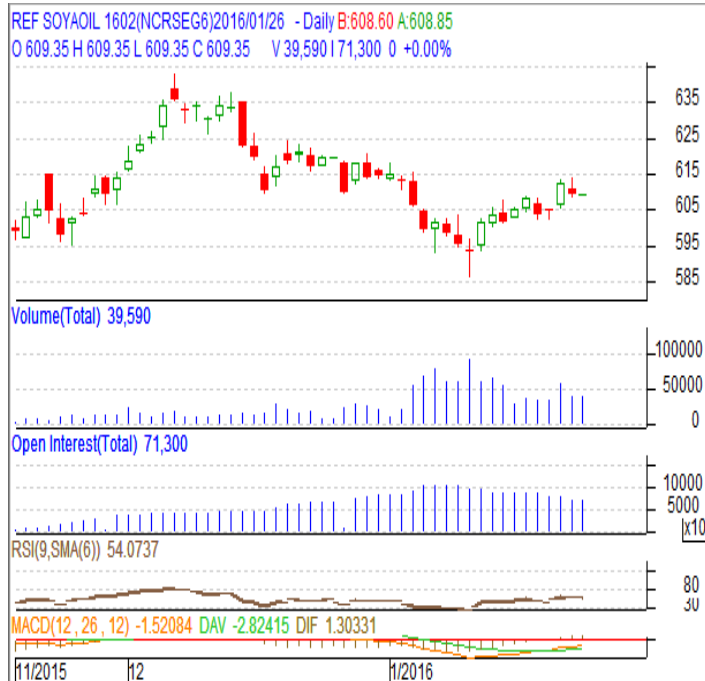 REF SOYAOIL 1602(NCRSEG6)2016/01/26 - Daily B:608.60 A:608.85
O 609.35 H 609.35 L 609.35 C 609.35 V 39,590 I 71,300 0 +0.00%
635
625
615
605
595
585
Volume(Total) 39,590
100000
50000
0
Open Interest(Total) 71,300
10000
5000
x10
RSI(9,SMA(6)) 54.0737
80
30
MACD(12 , 26 , 12) -1.52084 DAV -2.82415 DIF 1.30331
11/2015 12 1/2016